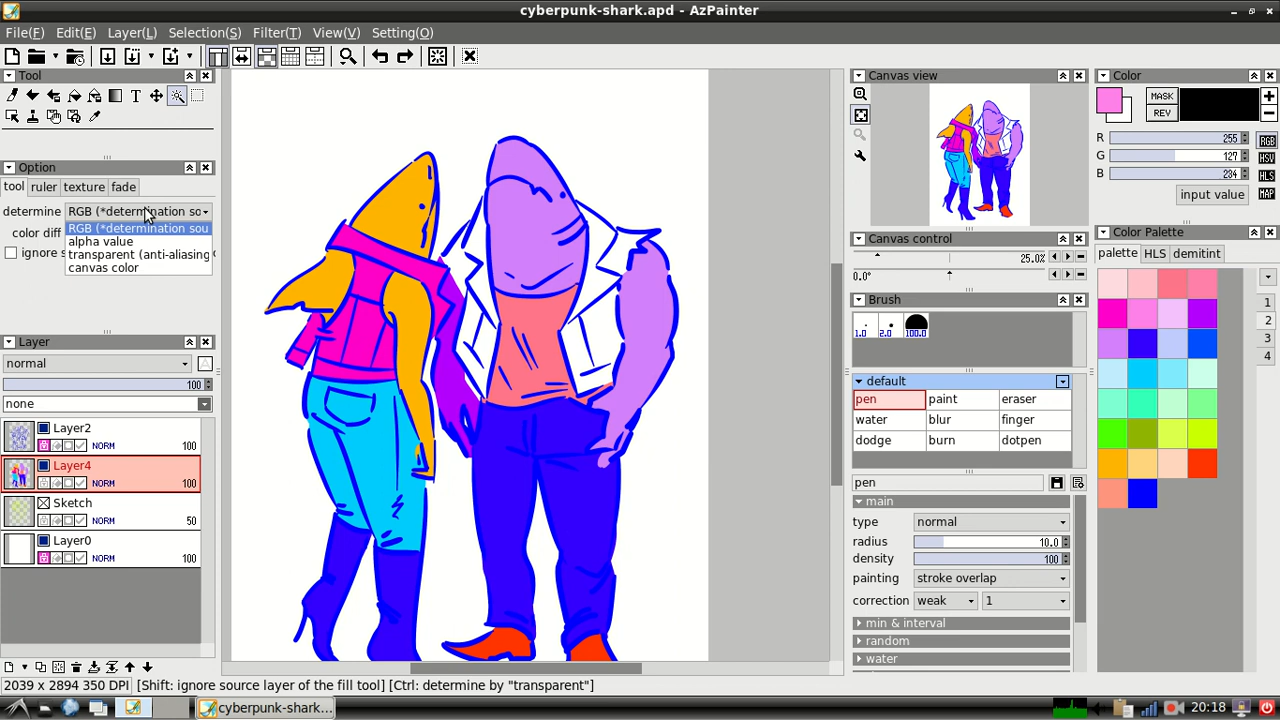 cyberpunk-shark.apd - AzPainter
File(F) Edit(E) Layer(L) Selection(S) Filter(T) View(V) Setting(O)
Tool
Option
tool ruler texture fade
determine RGB (*determination so
color diff
ignore s
RGB (*determination sou
alpha value
transparent (anti-aliasing
canvas color
Layer
normal
100
none
Layer2
NORM 100
Layer4
NORM 100
Sketch
NORM 50
Layer0
NORM 100
Canvas view
Canvas control
25.0%
0.0°
Brush
1.0 2.0 100.0
default
pen paint eraser
water blur finger
dodge burn dotpen
pen
main
type normal
radius 10.0
density 100
painting stroke overlap
correction weak 1
min & interval
random
water
Color
MASK
REV
R 255
G 127
B 234
input value
RGB
HSV
HLS
MAP
Color Palette
palette HLS demitint
1
2
3
4
2039 x 2894 350 DPI [Shift: ignore source layer of the fill tool] [Ctrl: determine by "transparent"]
cyberpunk-shark...
20:18